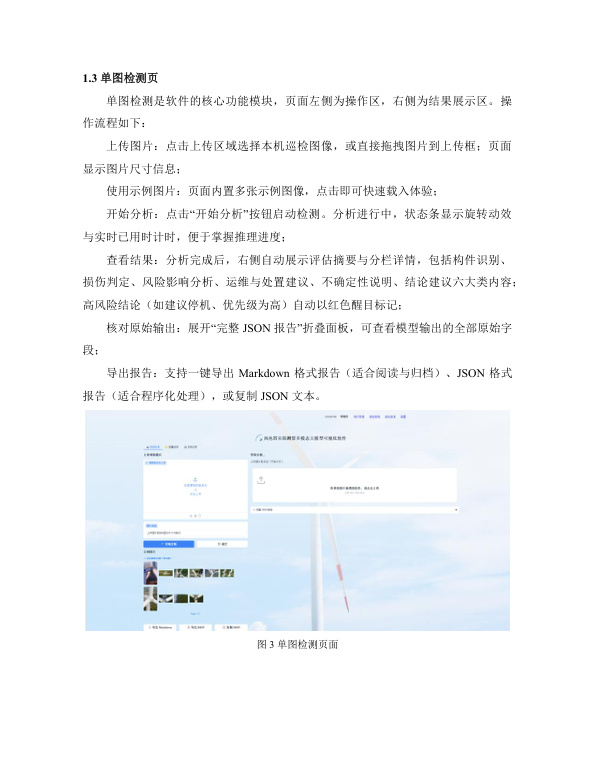 1.3 单图检测页
单图检测是软件的核心功能模块，页面左侧为操作区，右侧为结果展示区。操
作流程如下：
上传图片：点击上传区域选择本机巡检图像，或直接拖拽图片到上传框；页面
显示图片尺寸信息；
使用示例图片：页面内置多张示例图像，点击即可快速载入体验；
开始分析：点击“开始分析”按钮启动检测。分析进行中，状态条显示旋转动效
与实时已用时计时，便于掌握推理进度；
查看结果：分析完成后，右侧自动展示评估摘要与分栏详情，包括构件识别、
损伤判定、风险影响分析、运维与处置建议、不确定性说明、结论建议六大类内容；
高风险结论（如建议停机、优先级为高）自动以红色醒目标记；
核对原始输出：展开“完整 JSON 报告”折叠面板，可查看模型输出的全部原始字
段；
导出报告：支持一键导出 Markdown 格式报告（适合阅读与归档）、JSON 格式
报告（适合程序化处理），或复制 JSON 文本。
图 3 单图检测页面